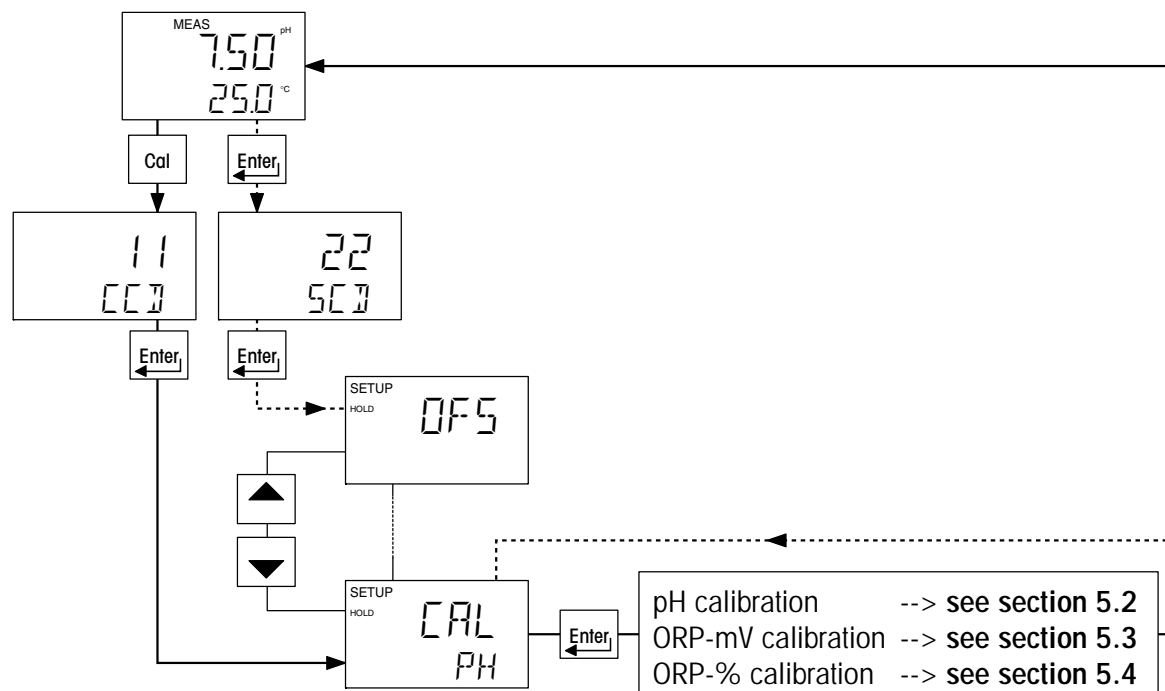 MEAS
7.50 pH
25.0 °C
Cal
Enter
11
CCD
22
SCD
Enter
Enter
SETUP
HOLD
OFS
SETUP
HOLD
CAL
PH
Enter
pH calibration --> see section 5.2
ORP-mV calibration --> see section 5.3
ORP-% calibration --> see section 5.4